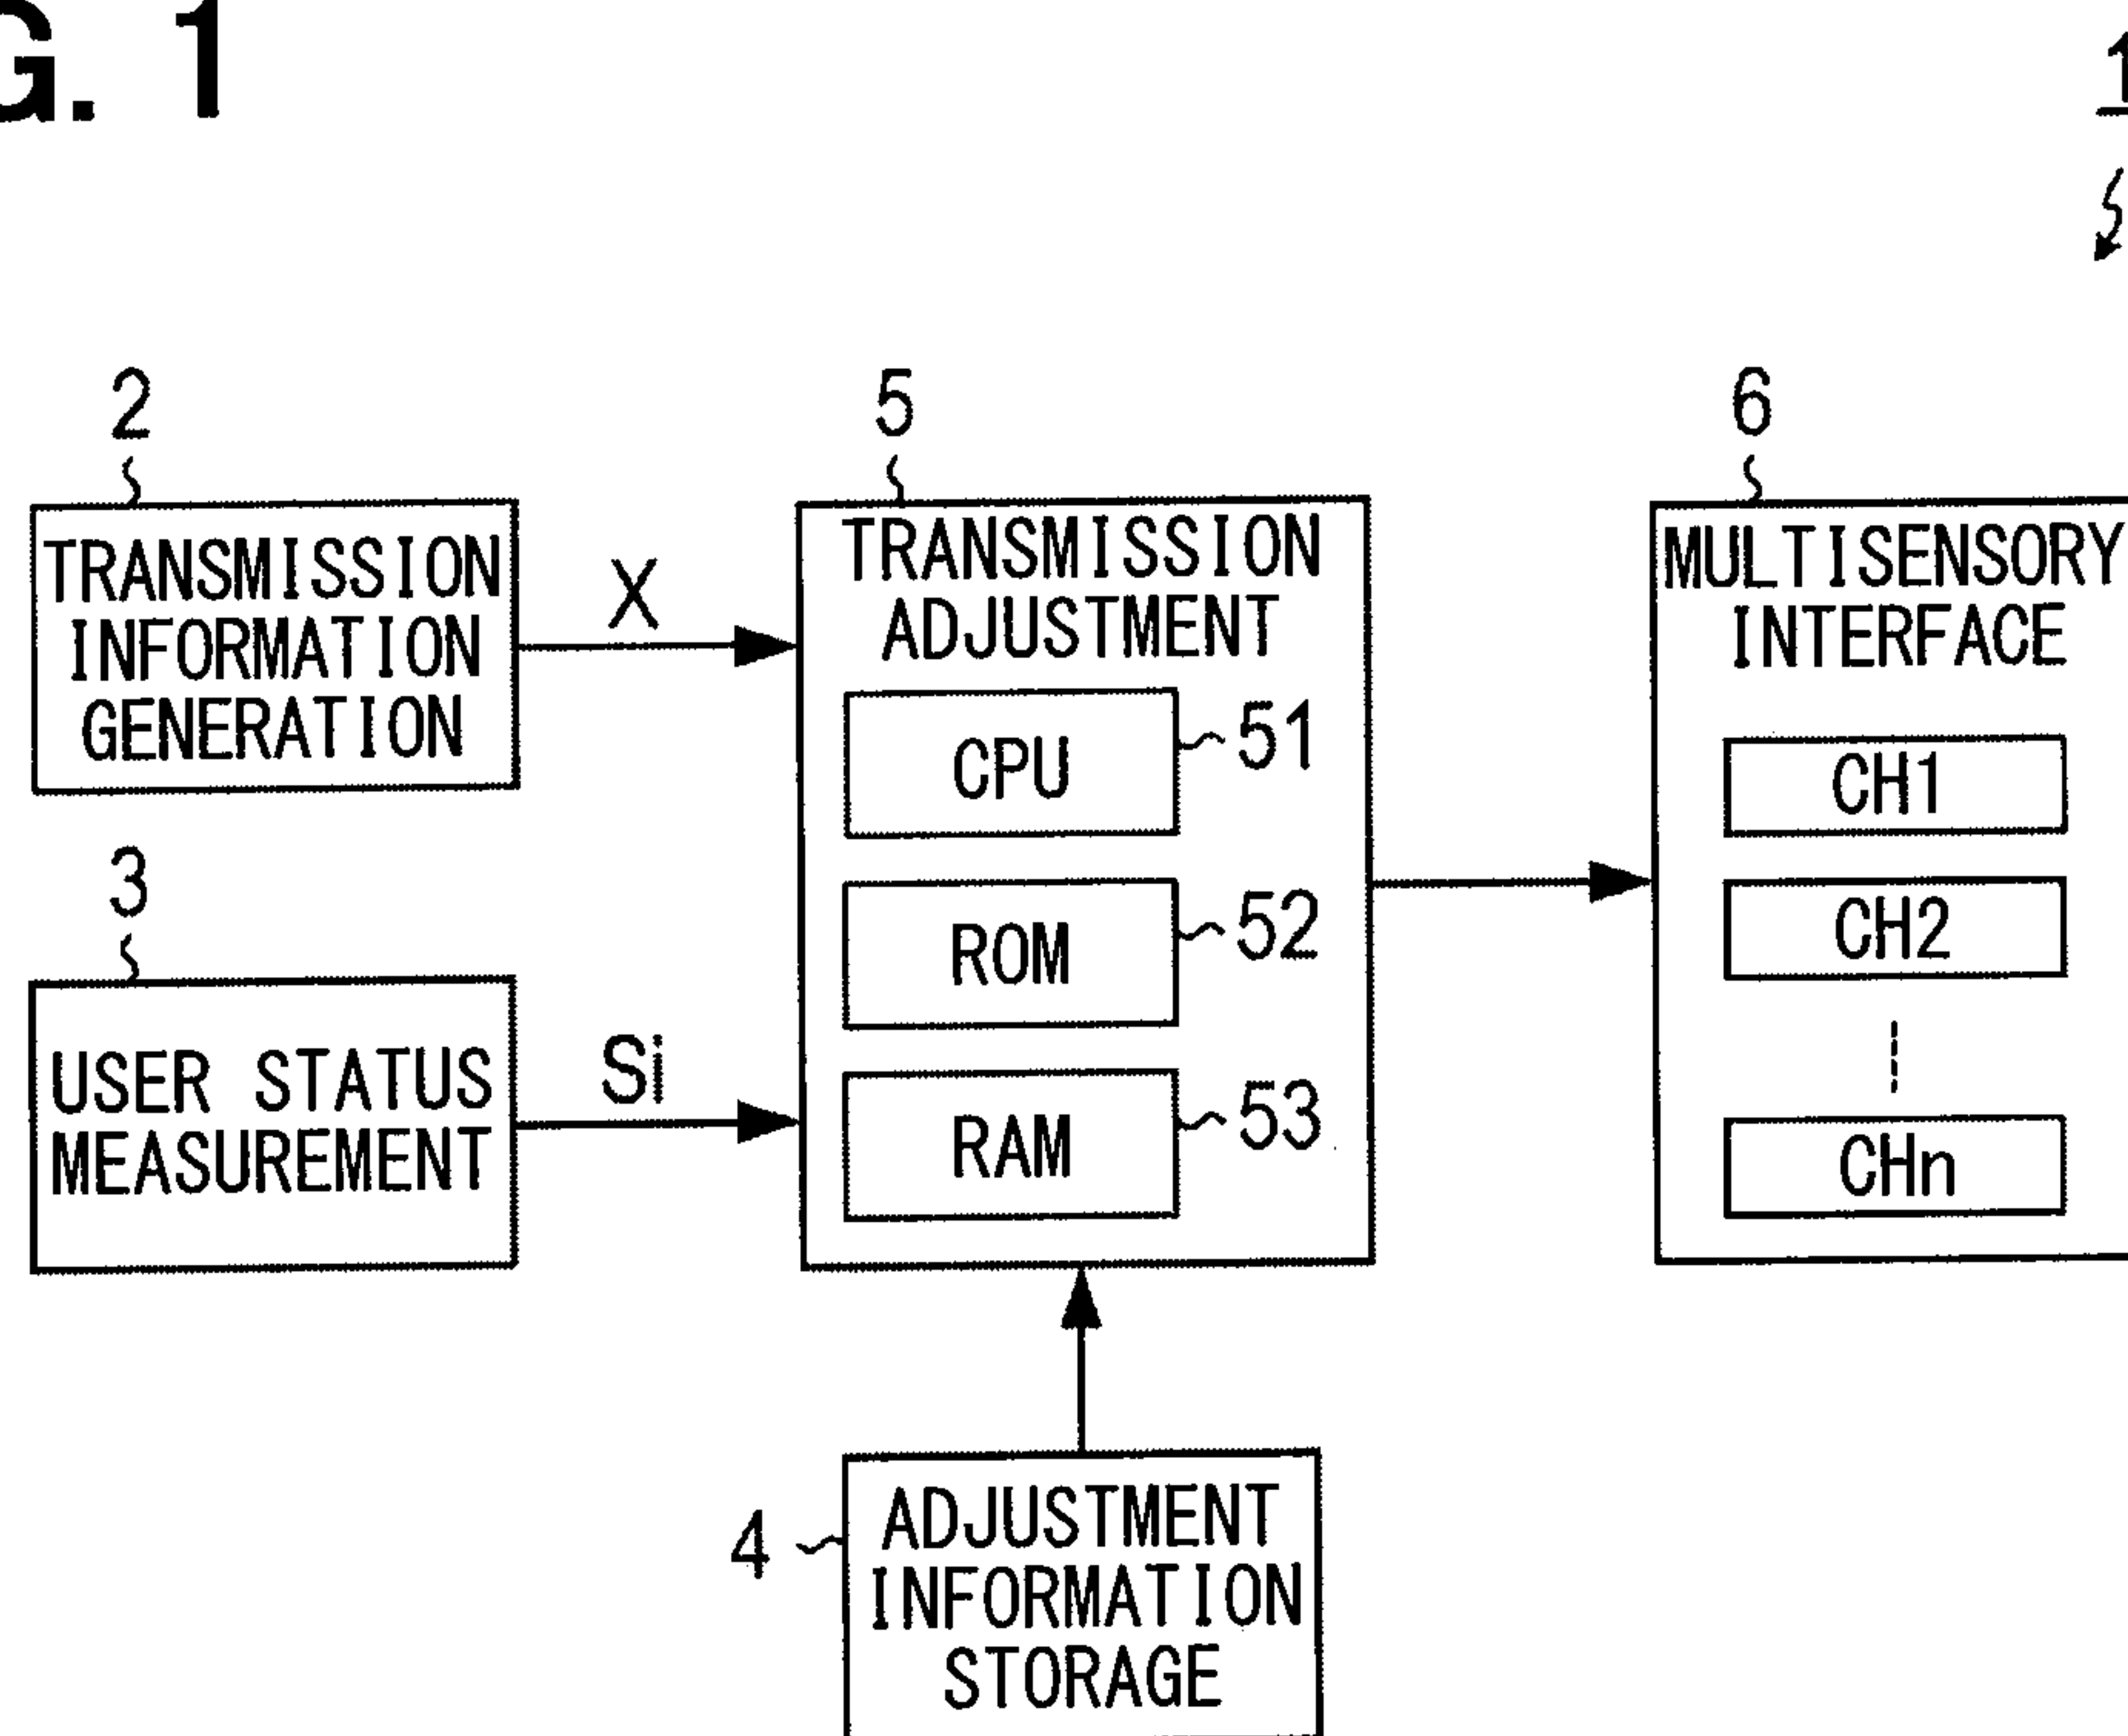 G. 1
1
2
TRANSMISSION
INFORMATION
GENERATION
X
3
USER STATUS
MEASUREMENT
Si
5
TRANSMISSION
ADJUSTMENT
CPU
51
ROM
52
RAM
53
6
MULTISENSORY
INTERFACE
CH1
CH2
CHn
4
ADJUSTMENT
INFORMATION
STORAGE